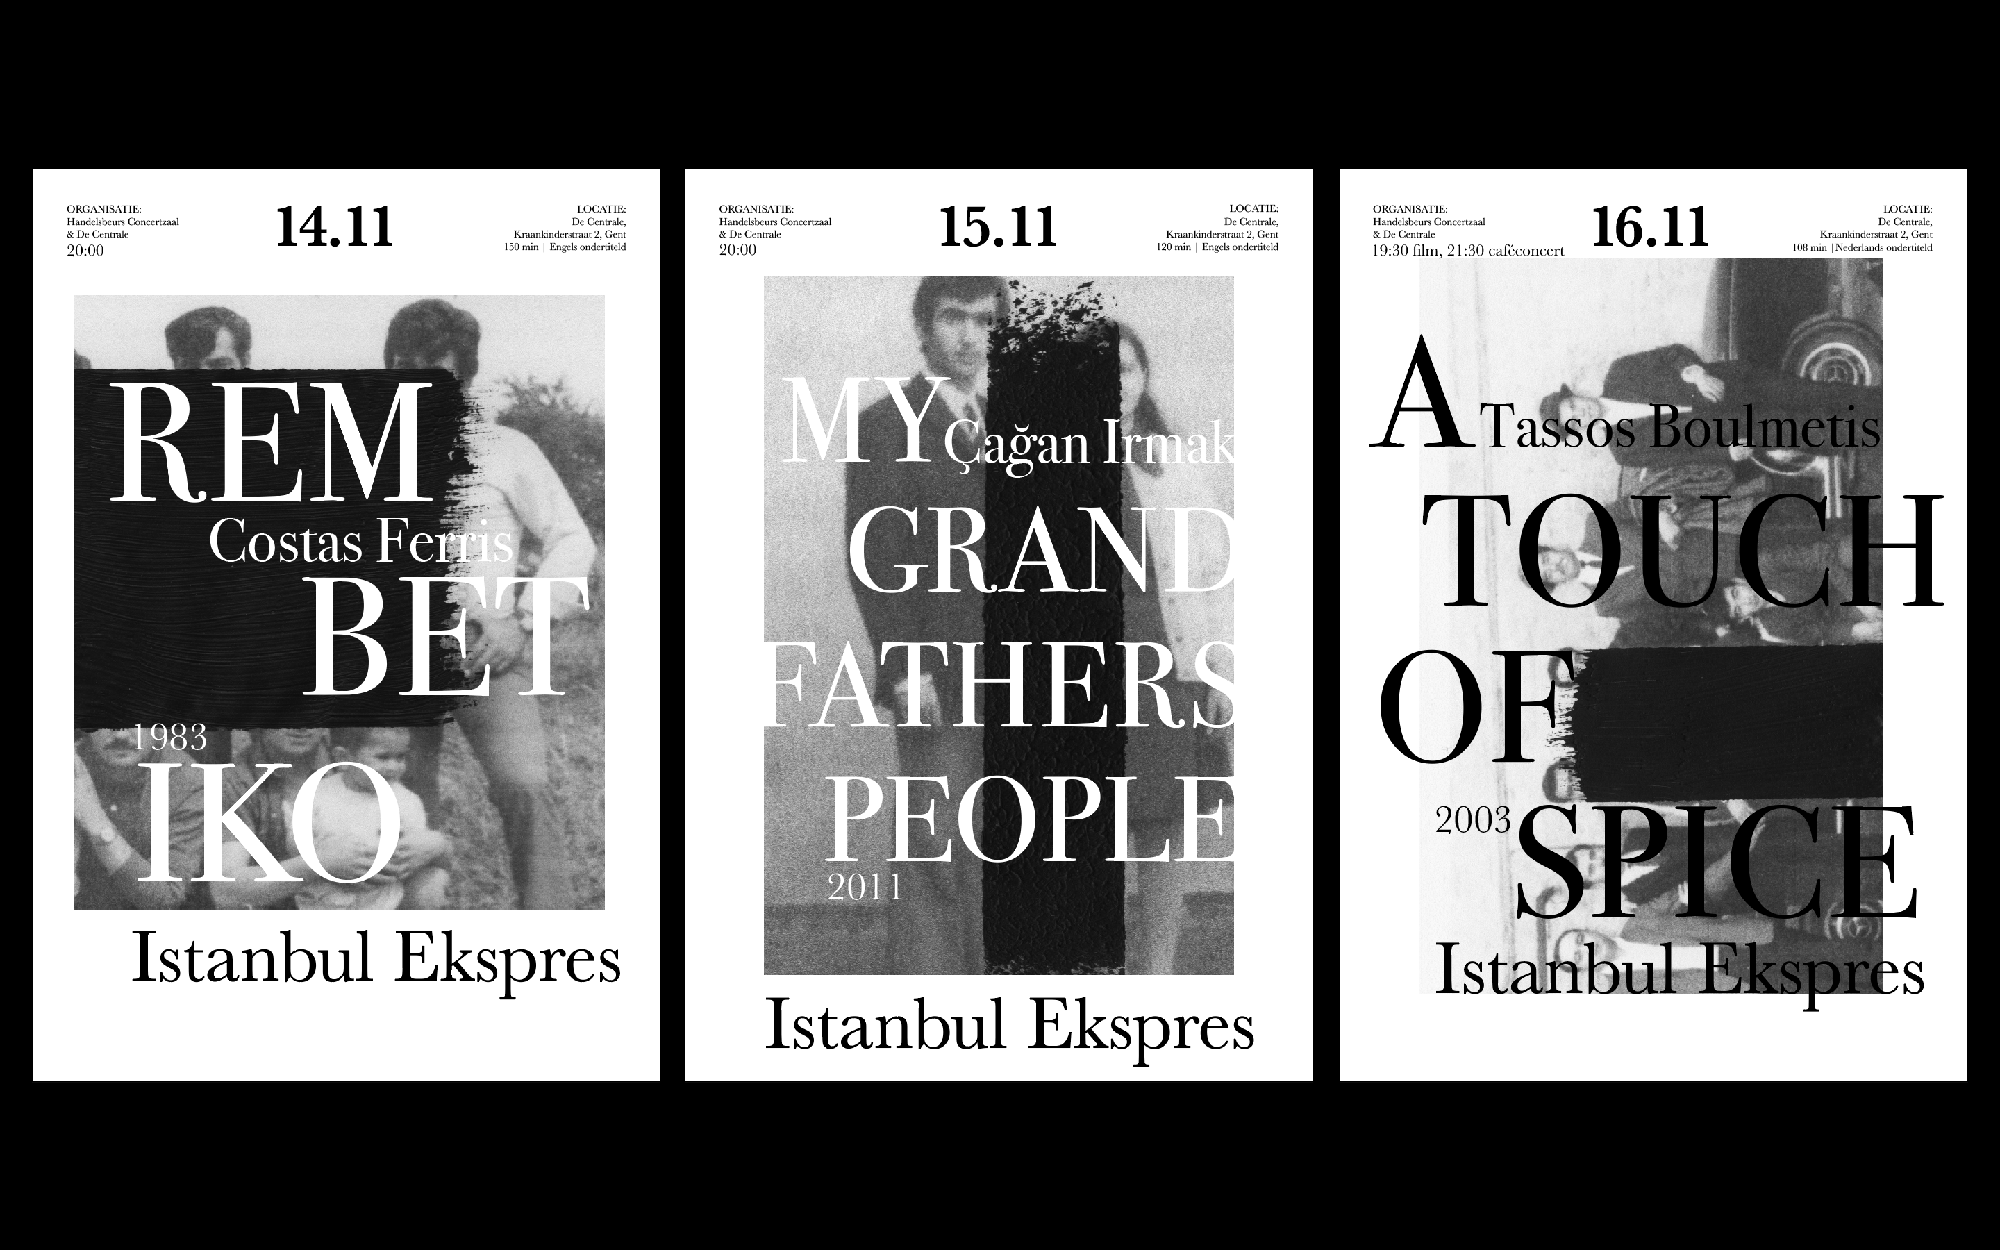 ORGANISATIE:
Handelsbeurs Concertzaal
& De Centrale
20:00
14.11
LOCATIE:
De Centrale,
Kraankinderstraat 2, Gent
150 min | Engels ondertiteld
REM
Costas Ferris
BET
1983
IKO
Istanbul Ekspres
ORGANISATIE:
Handelsbeurs Concertzaal
& De Centrale
20:00
15.11
LOCATIE:
De Centrale,
Kraankinderstraat 2, Gent
120 min | Engels ondertiteld
MY
Çağan Irmak
GRAND
FATHERS
PEOPLE
2011
Istanbul Ekspres
ORGANISATIE:
Handelsbeurs Concertzaal
& De Centrale
19:30 film, 21:30 caféconcert
16.11
LOCATIE:
De Centrale,
Kraankinderstraat 2, Gent
108 min | Nederlands ondertiteld
A
Tassos Boulmetis
TOUCH
OF
2003
SPICE
Istanbul Ekspres